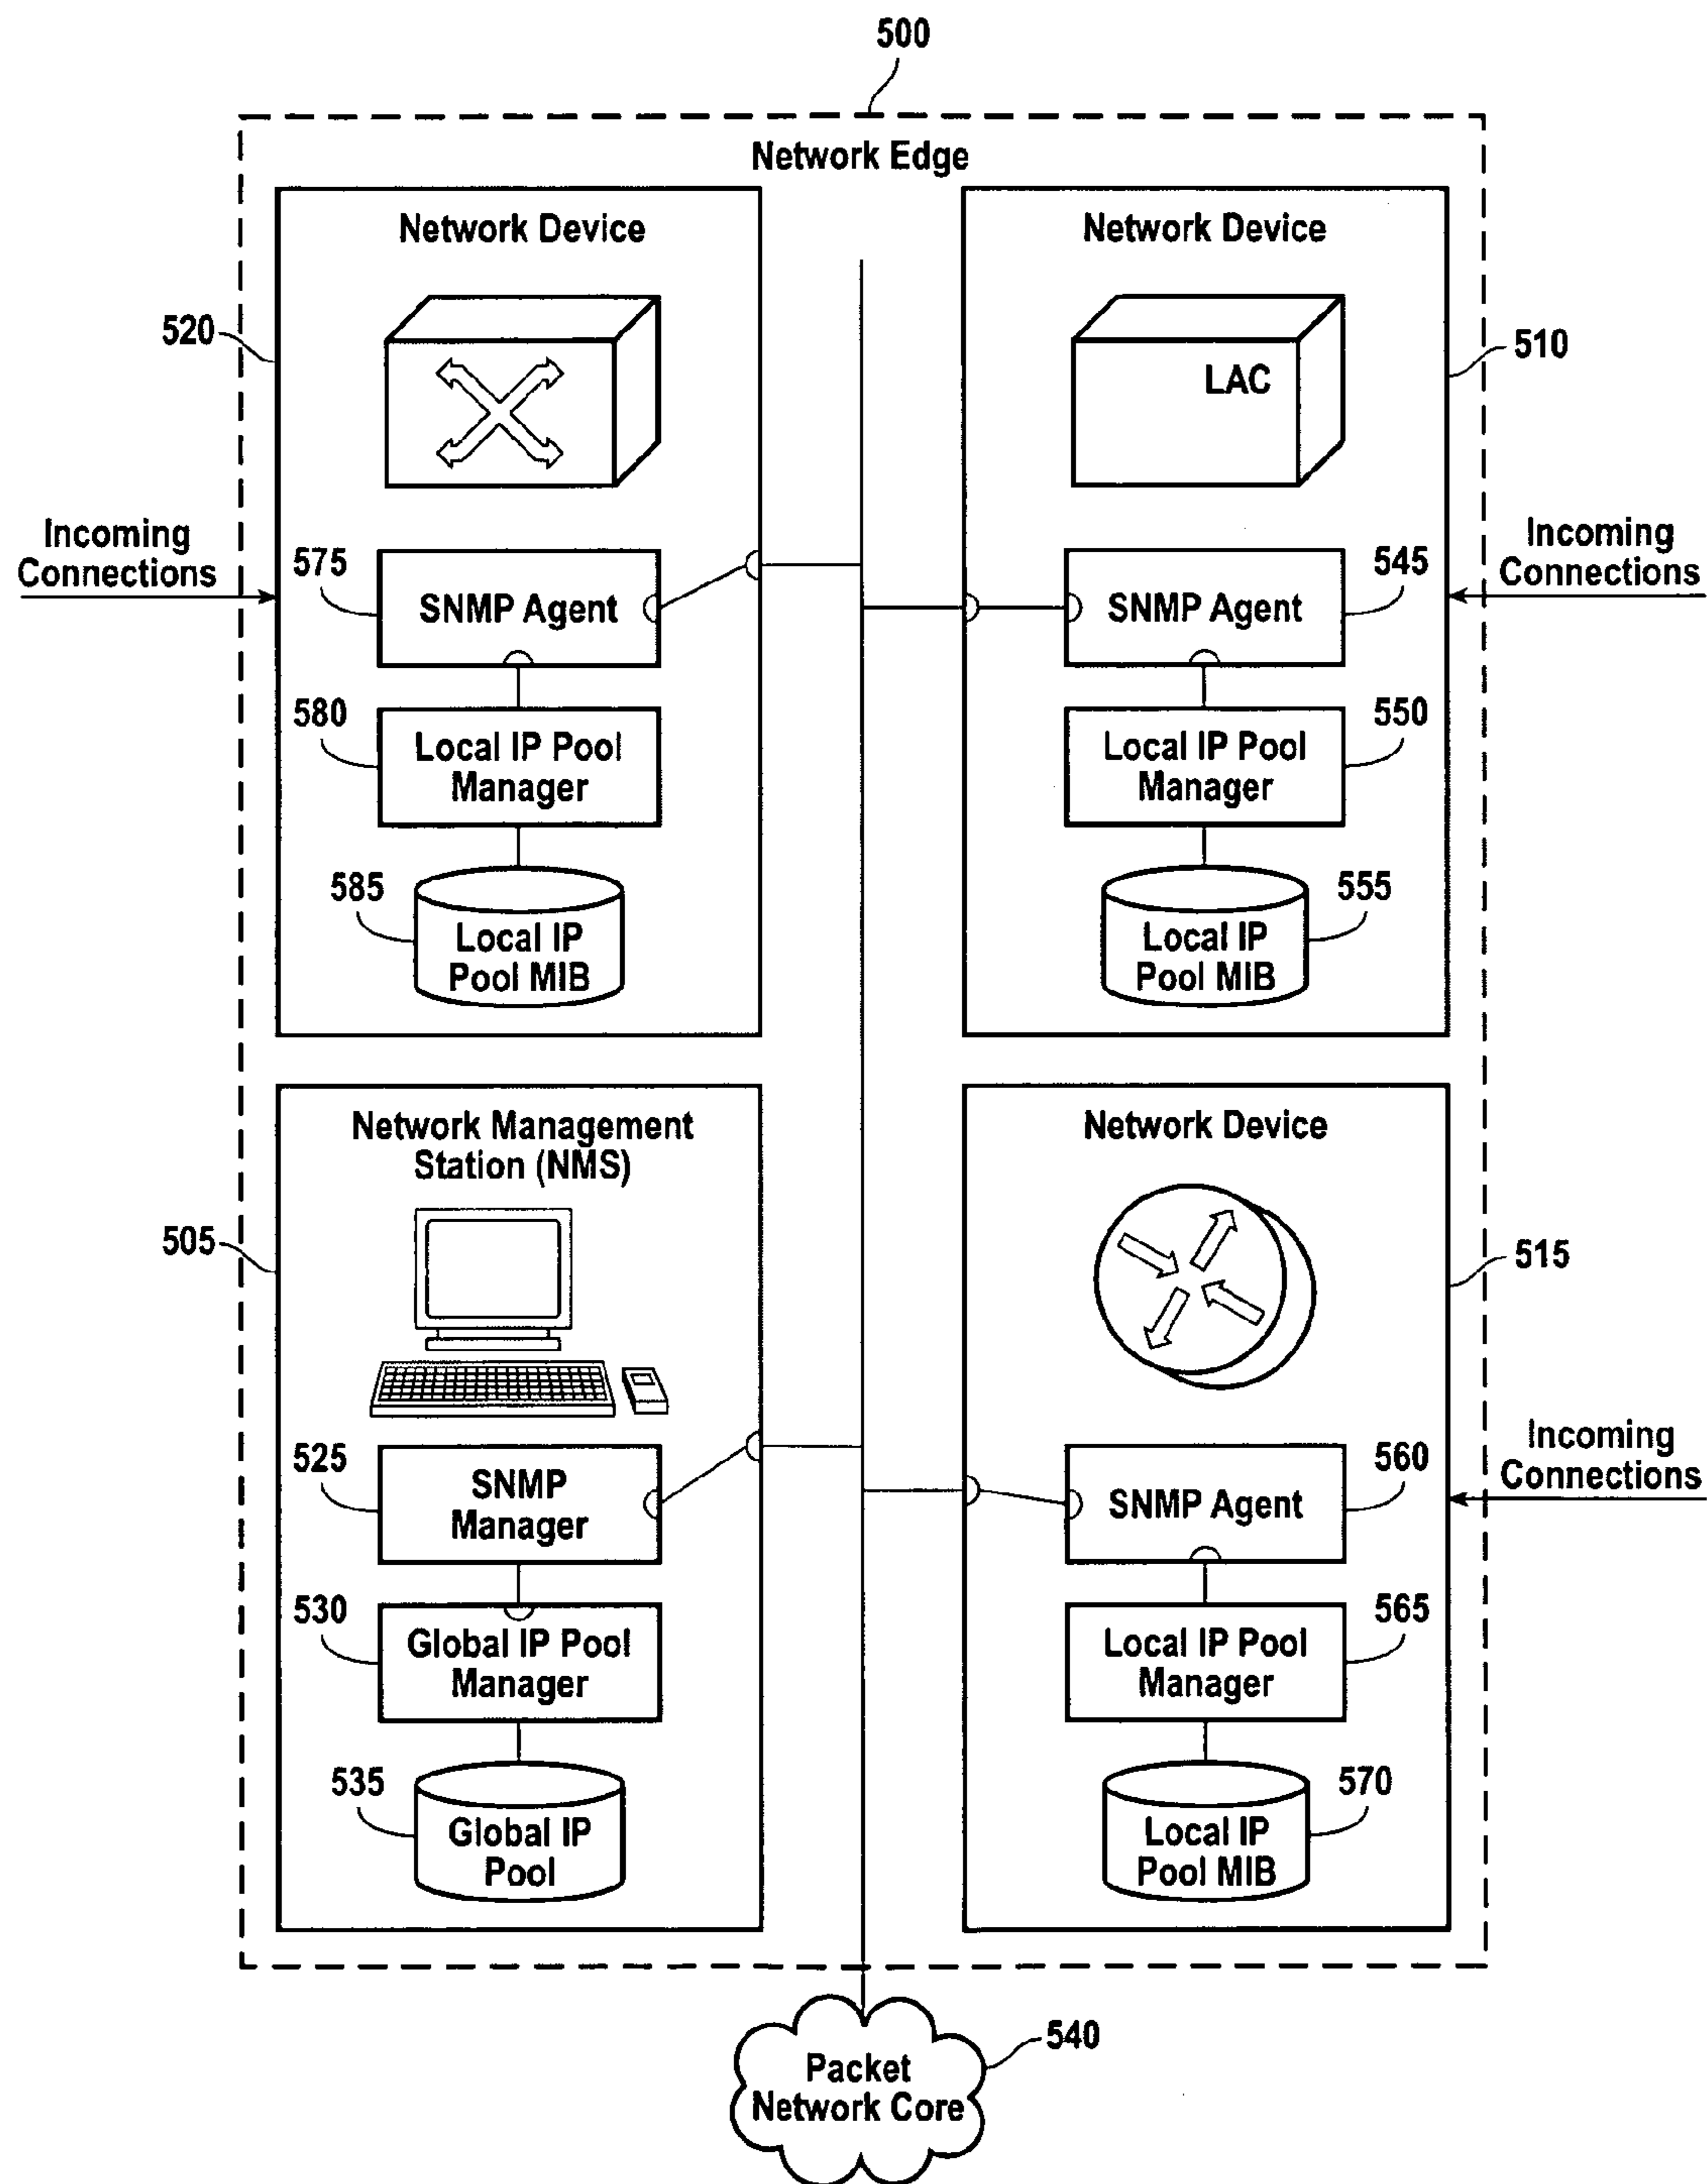 500
Network Edge
Network Device
520
Incoming
Connections
575
SNMP Agent
580
Local IP Pool
Manager
585
Local IP
Pool MIB
Network Device
LAC
510
Incoming
Connections
545
SNMP Agent
550
Local IP Pool
Manager
555
Local IP
Pool MIB
Network Management
Station (NMS)
505
525
SNMP
Manager
530
Global IP Pool
Manager
535
Global IP
Pool
Network Device
515
Incoming
Connections
560
SNMP Agent
565
Local IP Pool
Manager
570
Local IP
Pool MIB
540
Packet
Network Core